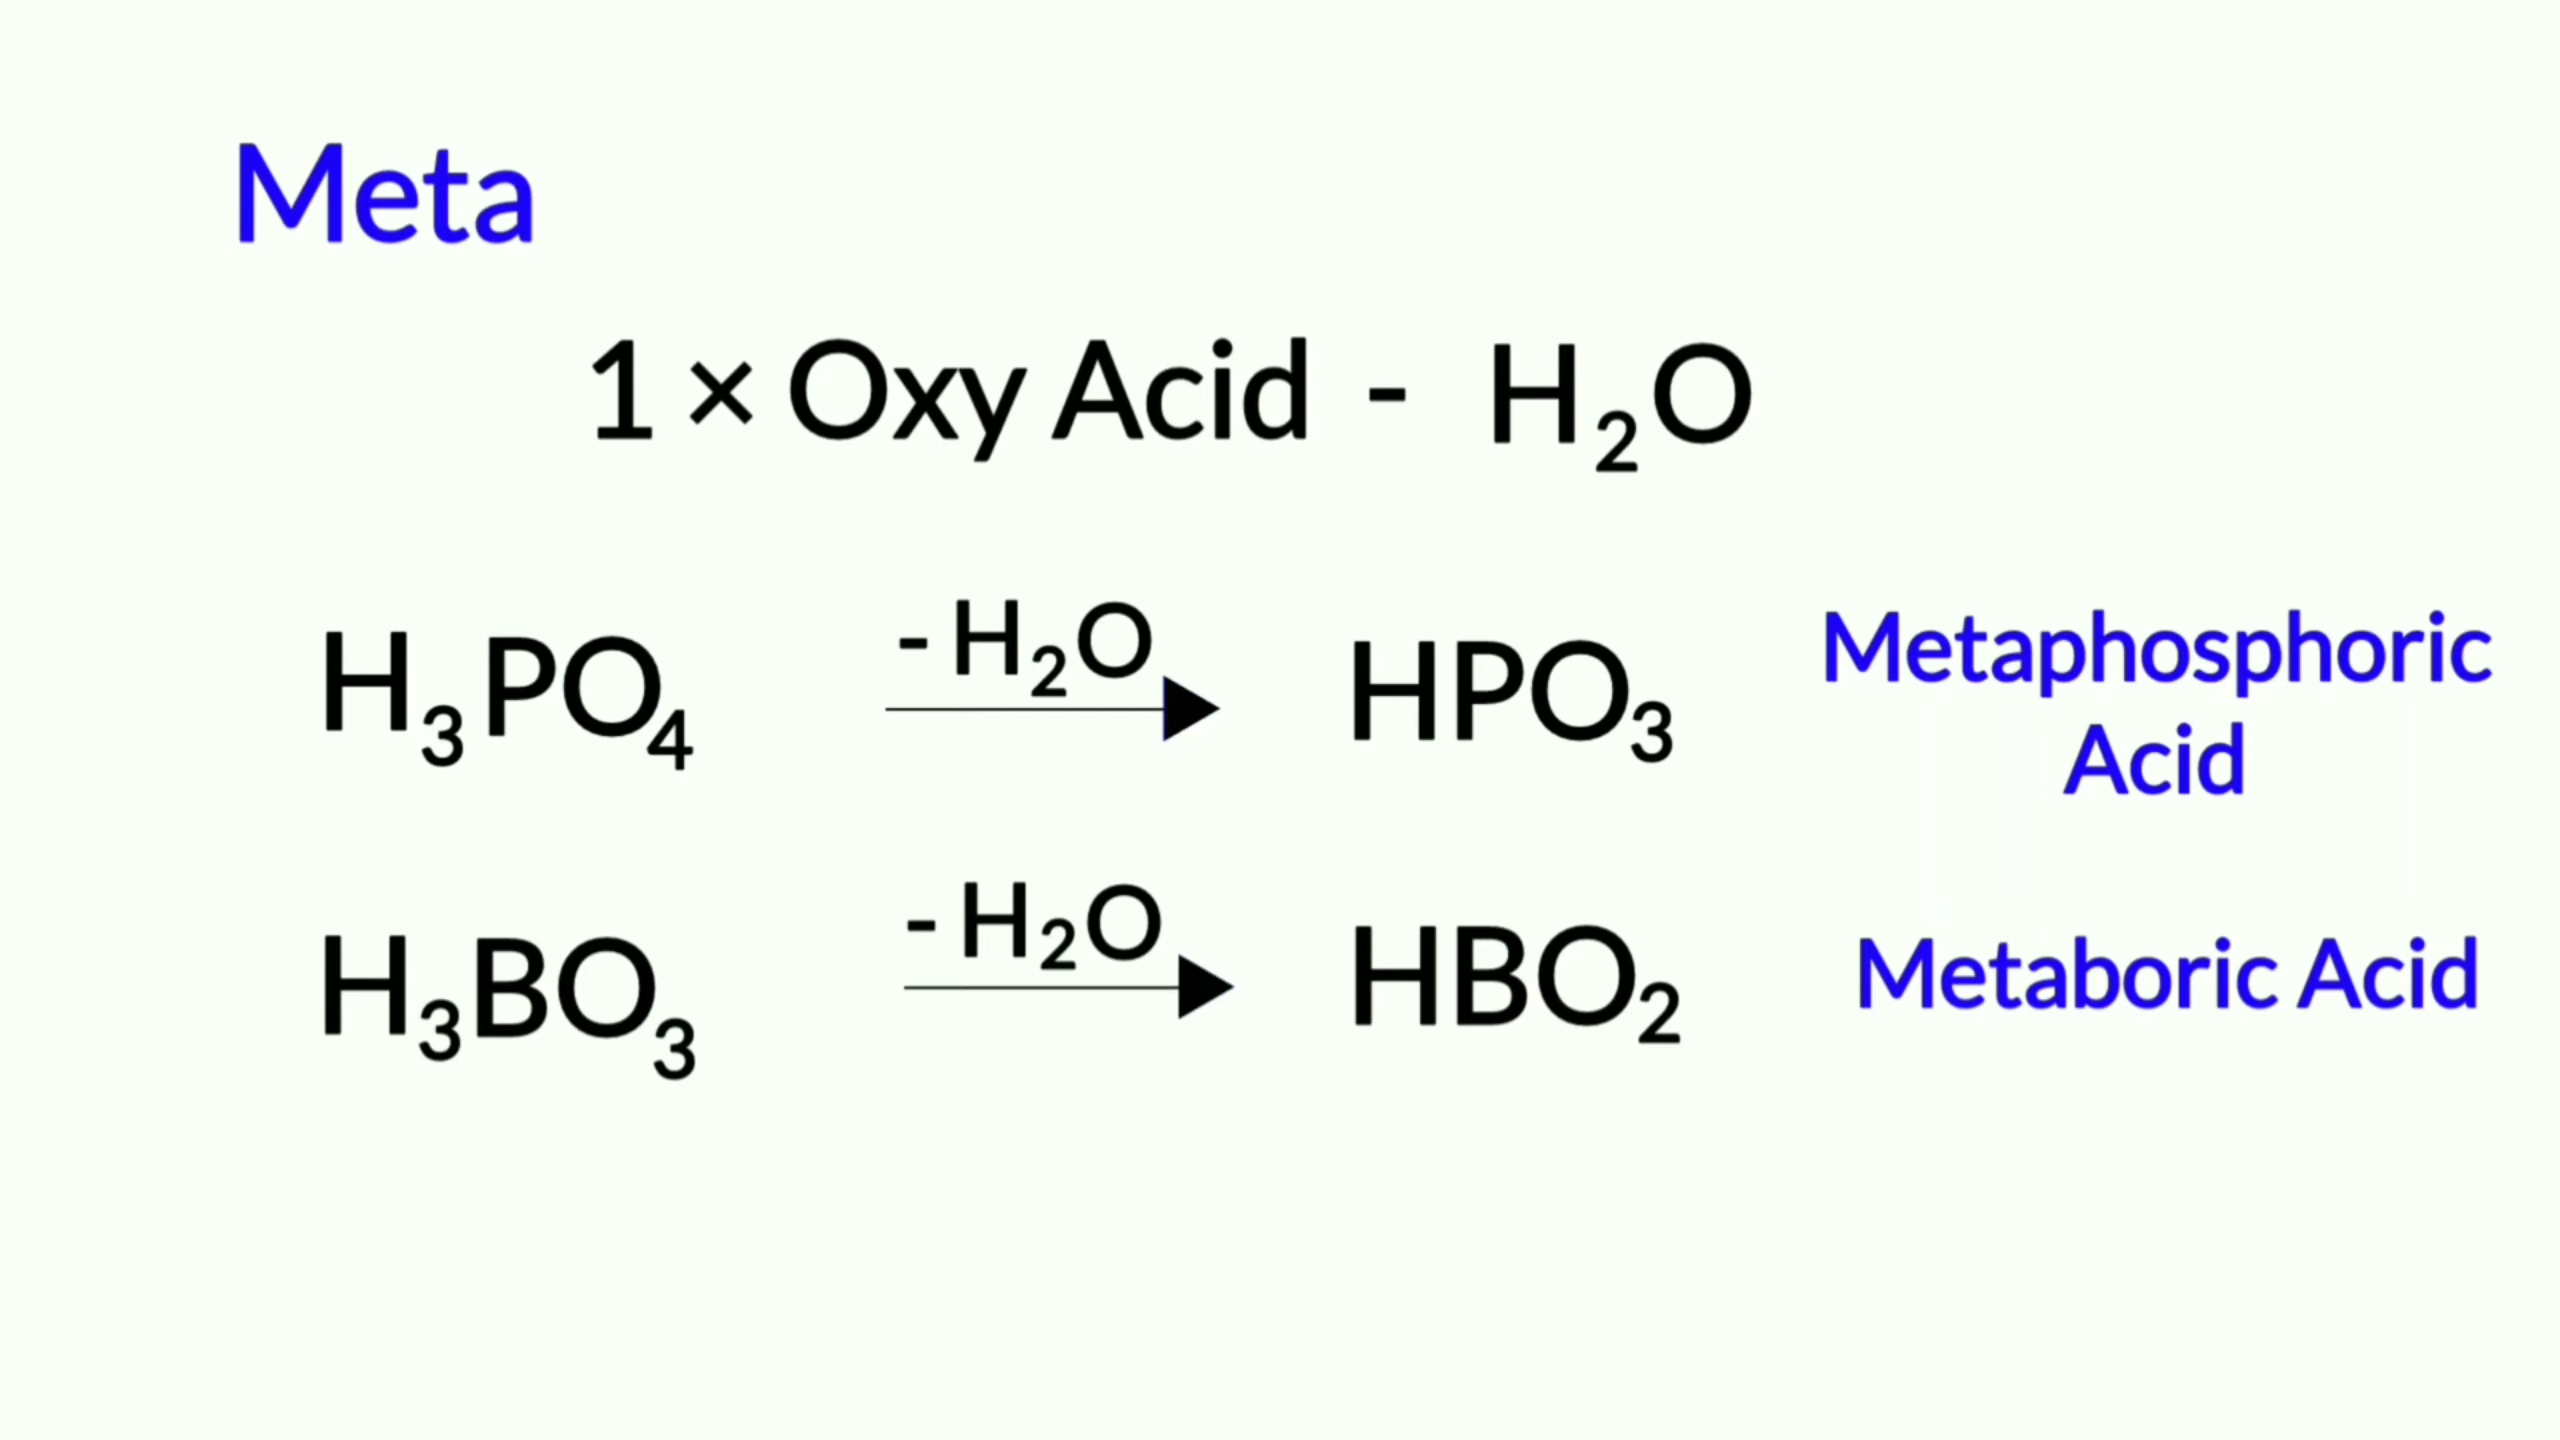 Meta
1 × Oxy Acid - H₂O
H₃PO₄ - H₂O HPO₃ Metaphosphoric
Acid
H₃BO₃ - H₂O HBO₂ Metaboric Acid